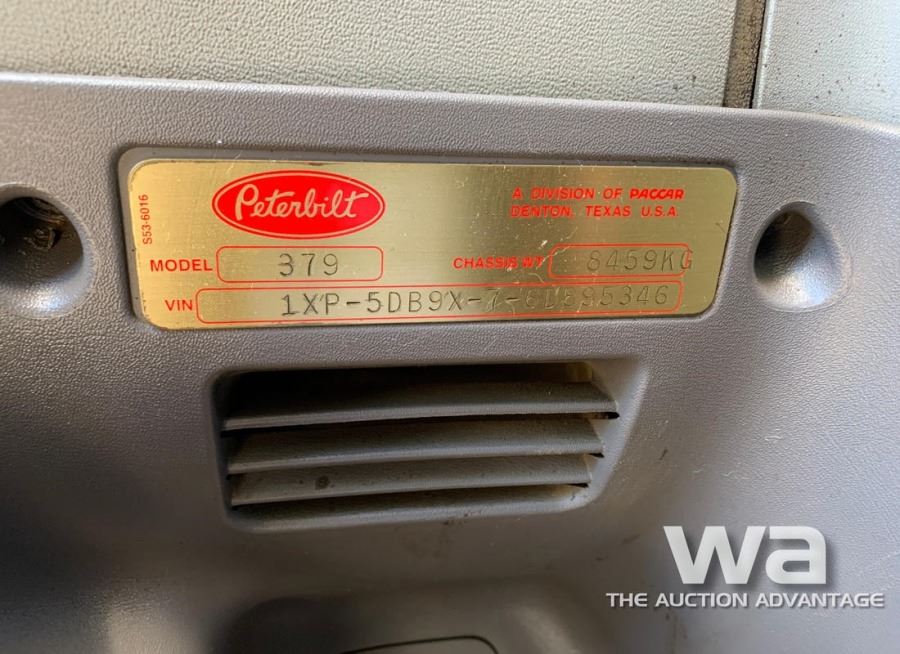 S53-6016
Peterbilt
A DIVISION OF PACCAR
DENTON, TEXAS U.S.A.
MODEL 379 CHASSIS WT 8459KG
VIN 1XP-5DB9X-7-6D895346
wa
THE AUCTION ADVANTAGE